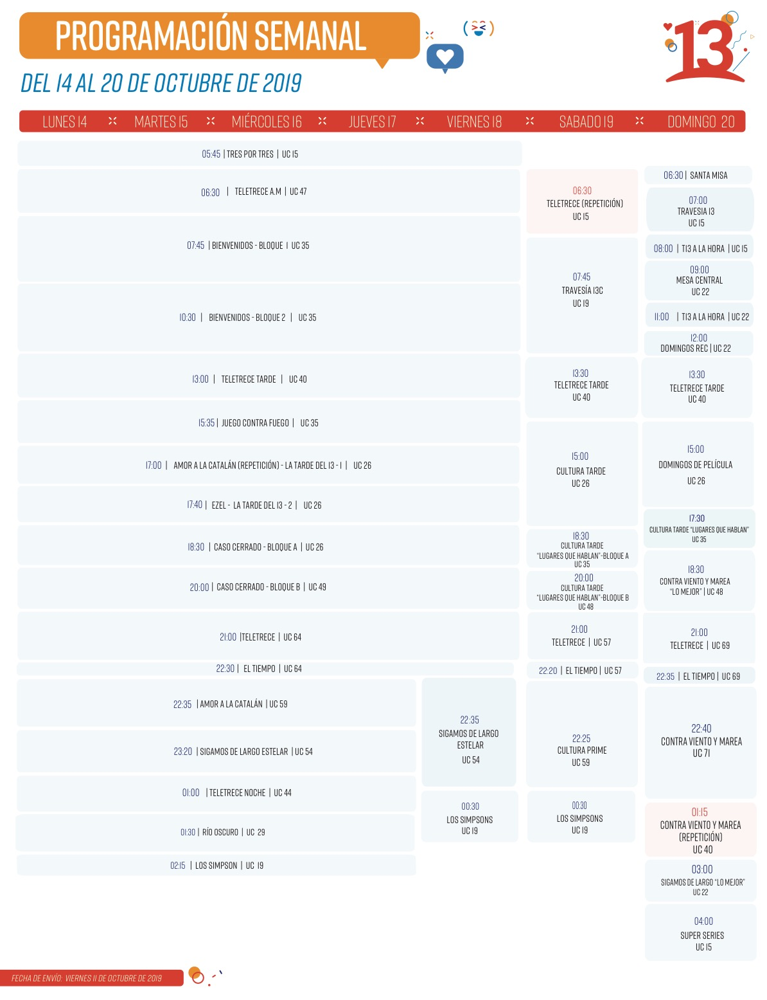 PROGRAMACIÓN SEMANAL
DEL 14 AL 20 DE OCTUBRE DE 2019
13
LUNES 14 MARTES 15 MIÉRCOLES 16 JUEVES 17 VIERNES 18 SABADO 19 DOMINGO 20
05:45 | TRES POR TRES | UC 15
06:30 | TELETRECE A.M | UC 47
07:45 | BIENVENIDOS - BLOQUE 1 UC 35
10:30 | BIENVENIDOS - BLOQUE 2 | UC 35
13:00 | TELETRECE TARDE | UC 40
15:35 | JUEGO CONTRA FUEGO | UC 35
17:00 | AMOR A LA CATALÁN (REPETICIÓN) - LA TARDE DEL 13 - 1 | UC 26
17:40 | EZEL - LA TARDE DEL 13 - 2 | UC 26
18:30 | CASO CERRADO - BLOQUE A | UC 26
20:00 | CASO CERRADO - BLOQUE B | UC 49
21:00 |TELETRECE | UC 64
22:30 | EL TIEMPO | UC 64
22:35 | AMOR A LA CATALÁN | UC 59
23:20 | SIGAMOS DE LARGO ESTELAR | UC 54
01:00 | TELETRECE NOCHE | UC 44
01:30 | RÍO OSCURO | UC 29
02:15 | LOS SIMPSON | UC 19
22:35
SIGAMOS DE LARGO
ESTELAR
UC 54
00:30
LOS SIMPSONS
UC 19
06:30
TELETRECE (REPETICIÓN)
UC 15
07:45
TRAVESÍA 13C
UC 19
13:30
TELETRECE TARDE
UC 40
15:00
CULTURA TARDE
UC 26
18:30
CULTURA TARDE
“LUGARES QUE HABLAN”-BLOQUE A
UC 35
20:00
CULTURA TARDE
“LUGARES QUE HABLAN”-BLOQUE B
UC 48
21:00
TELETRECE | UC 57
22:20 | EL TIEMPO | UC 57
22:25
CULTURA PRIME
UC 59
00:30
LOS SIMPSONS
UC 19
06:30 | SANTA MISA
07:00
TRAVESIA 13
UC 15
08:00 | T13 A LA HORA | UC 15
09:00
MESA CENTRAL
UC 22
11:00 | T13 A LA HORA | UC 22
12:00
DOMINGOS REC | UC 22
13:30
TELETRECE TARDE
UC 40
15:00
DOMINGOS DE PELÍCULA
UC 26
17:30
CULTURA TARDE “LUGARES QUE HABLAN”
UC 35
18:30
CONTRA VIENTO Y MAREA
“LO MEJOR” | UC 48
21:00
TELETRECE | UC 69
22:35 | EL TIEMPO | UC 69
22:40
CONTRA VIENTO Y MAREA
UC 71
01:15
CONTRA VIENTO Y MAREA
(REPETICIÓN)
UC 40
03:00
SIGAMOS DE LARGO “LO MEJOR”
UC 22
04:00
SUPER SERIES
UC 15
FECHA DE ENVÍO: VIERNES 11 DE OCTUBRE DE 2019